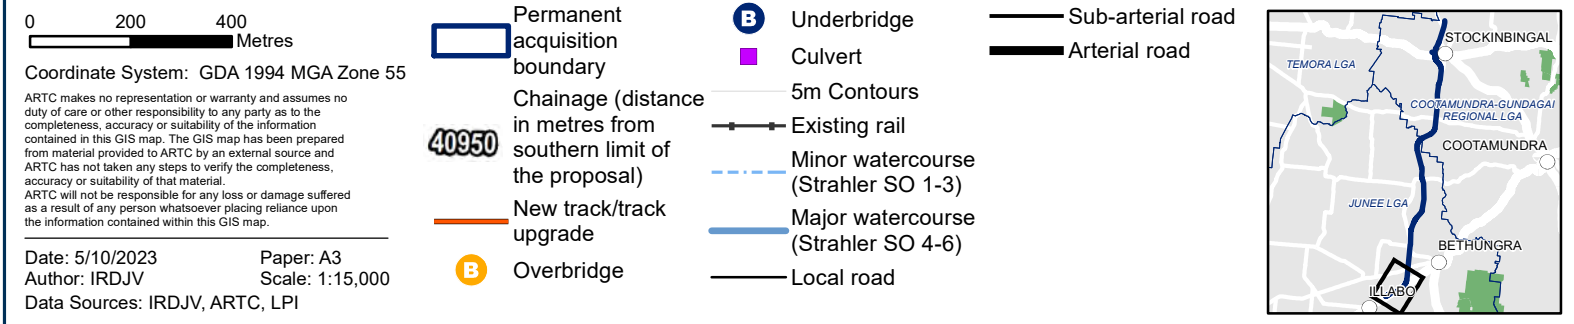 0 200 400
Metres
Coordinate System: GDA 1994 MGA Zone 55
ARTC makes no representation or warranty and assumes no
duty of care or other responsibility to any party as to the
completeness, accuracy or suitability of the information
contained in this GIS map. The GIS map has been prepared
from material provided to ARTC by an external source and
ARTC has not taken any steps to verify the completeness,
accuracy or suitability of that material.
ARTC will not be responsible for any loss or damage suffered
as a result of any person whatsoever placing reliance upon
the information contained within this GIS map.
Date: 5/10/2023 Paper: A3
Author: IRDJV Scale: 1:15,000
Data Sources: IRDJV, ARTC, LPI
Permanent
acquisition
boundary
40950
Chainage (distance
in metres from
southern limit of
the proposal)
New track/track
upgrade
B Overbridge
B Underbridge
Culvert
5m Contours
Existing rail
Minor watercourse
(Strahler SO 1-3)
Major watercourse
(Strahler SO 4-6)
Local road
Sub-arterial road
Arterial road
STOCKINBINGAL
TEMORA LGA
COOTAMUNDRA-GUNDAGAI
REGIONAL LGA
COOTAMUNDRA
JUNEE LGA
BETHUNGRA
ILLABO